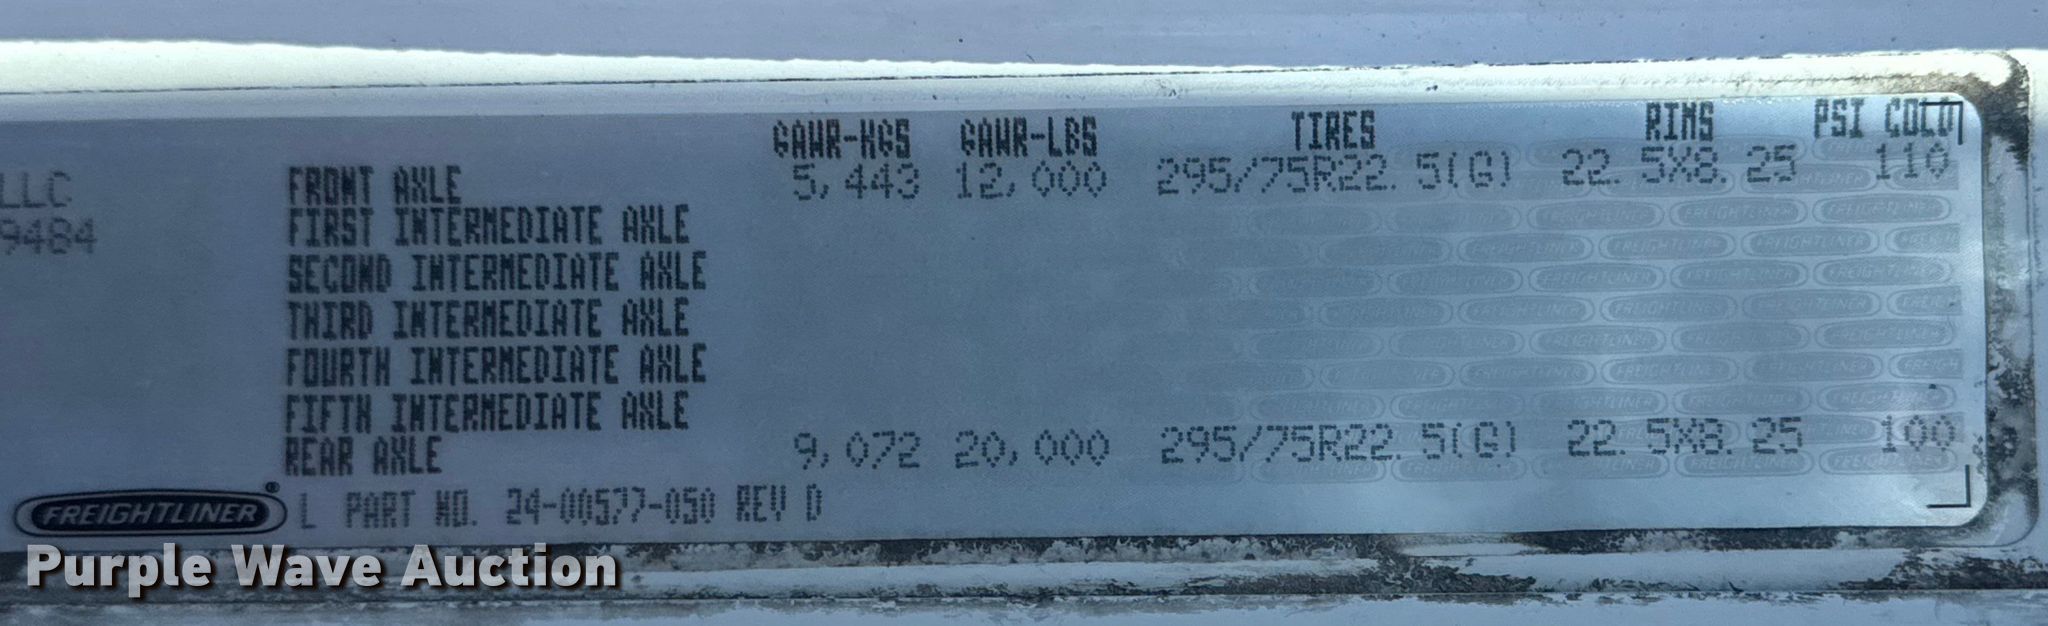 GAWR-KGS GAWR-LBS TIRES RIMS PSI COLD
LLC FRONT AXLE 5,443 12,000 295/75R22.5(G) 22.5X8.25 110
9484 FIRST INTERMEDIATE AXLE
SECOND INTERMEDIATE AXLE
THIRD INTERMEDIATE AXLE
FOURTH INTERMEDIATE AXLE
FIFTH INTERMEDIATE AXLE
REAR AXLE 9,072 20,000 295/75R22.5(G) 22.5X8.25 100
FREIGHTLINER® L PART NO. 24-00577-050 REV D
Purple Wave Auction